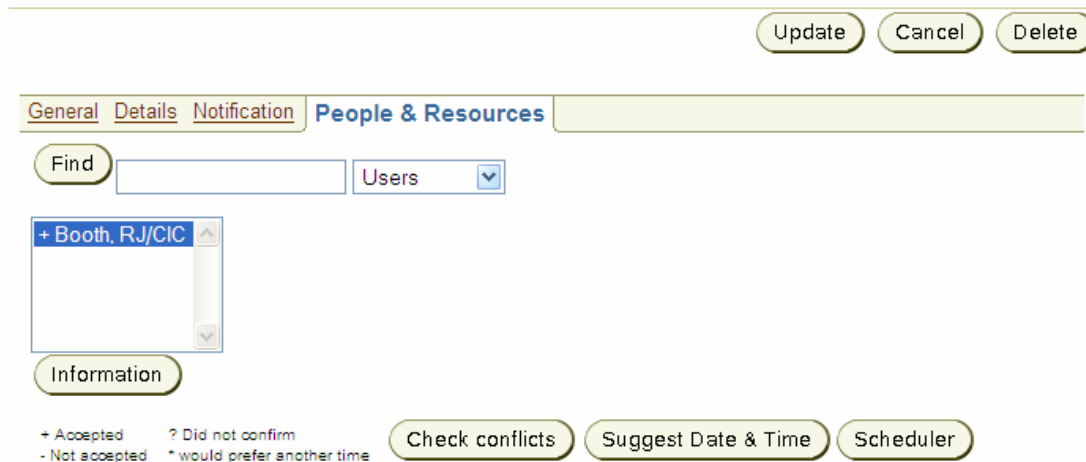 Update Cancel Delete
General Details Notification People & Resources
Find Users
+ Booth, RJ/CIC
Information
+ Accepted ? Did not confirm
- Not accepted * would prefer another time
Check conflicts Suggest Date & Time Scheduler